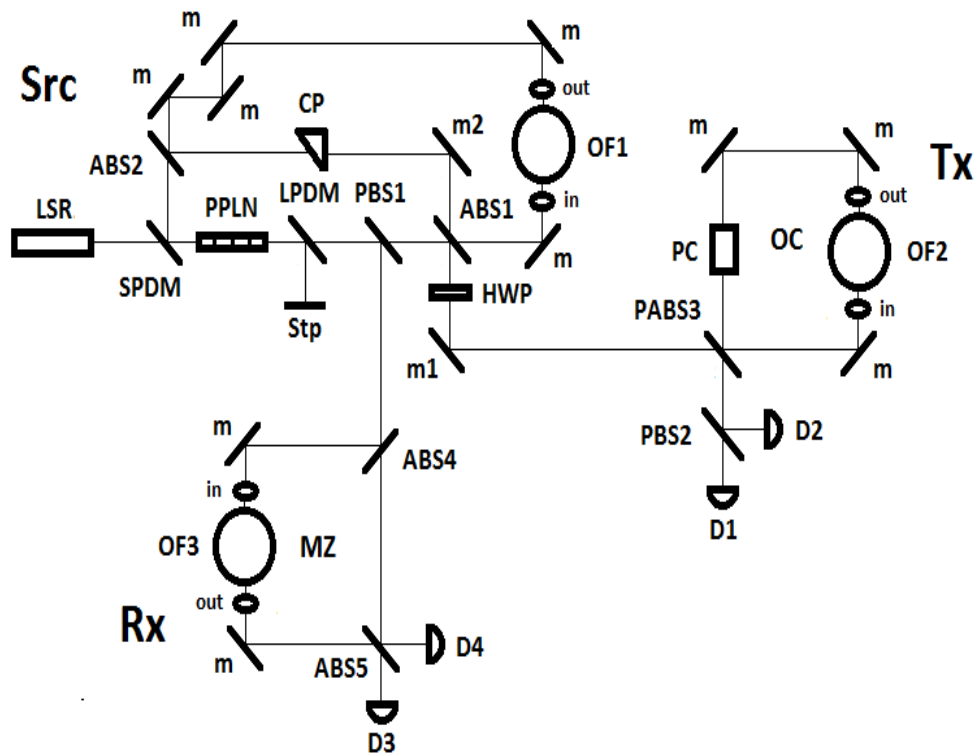 m
m
Src
m
m
out
CP
m2
OF1
m
m
Tx
ABS2
LPDM
PBS1
ABS1
in
out
LSR
PPLN
m
PC
OC
OF2
SPDM
Stp
HWP
PABS3
in
m1
m
PBS2
D2
m
ABS4
in
D1
OF3
MZ
out
Rx
m
ABS5
D4
D3